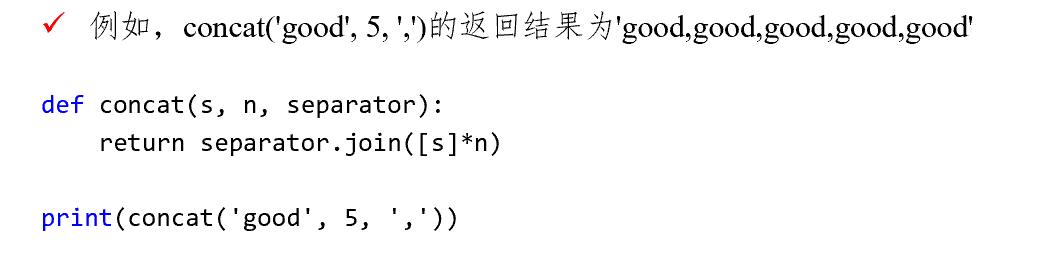 ✓ 例如，concat('good', 5, ',')的返回结果为'good,good,good,good,good'
def concat(s, n, separator):
    return separator.join([s]*n)
print(concat('good', 5, ','))